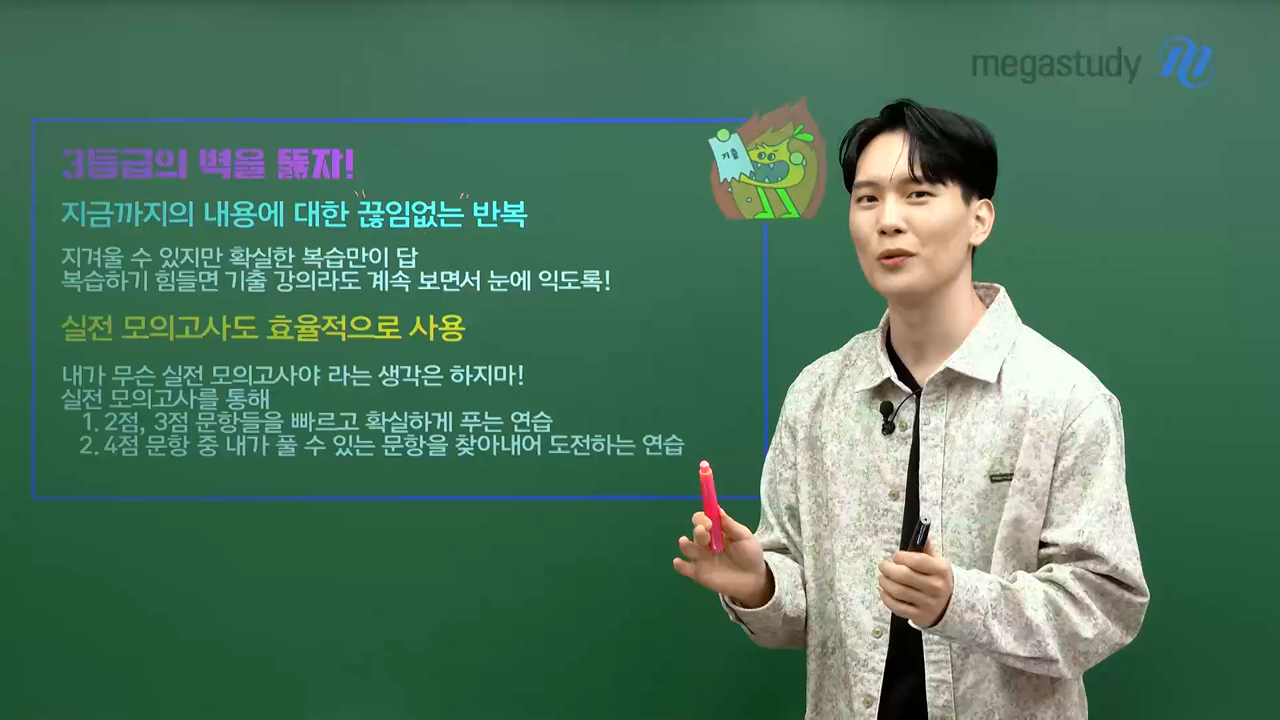 megastudy
3등급의 벽을 뚫자!
기출
지금까지의 내용에 대한 끊임없는 반복
지겨울 수 있지만 확실한 복습만이 답
복습하기 힘들면 기출 강의라도 계속 보면서 눈에 익도록!
실전 모의고사도 효율적으로 사용
내가 무슨 실전 모의고사야 라는 생각은 하지마!
실전 모의고사를 통해
1. 2점, 3점 문항들을 빠르고 확실하게 푸는 연습
2. 4점 문항 중 내가 풀 수 있는 문항을 찾아내어 도전하는 연습